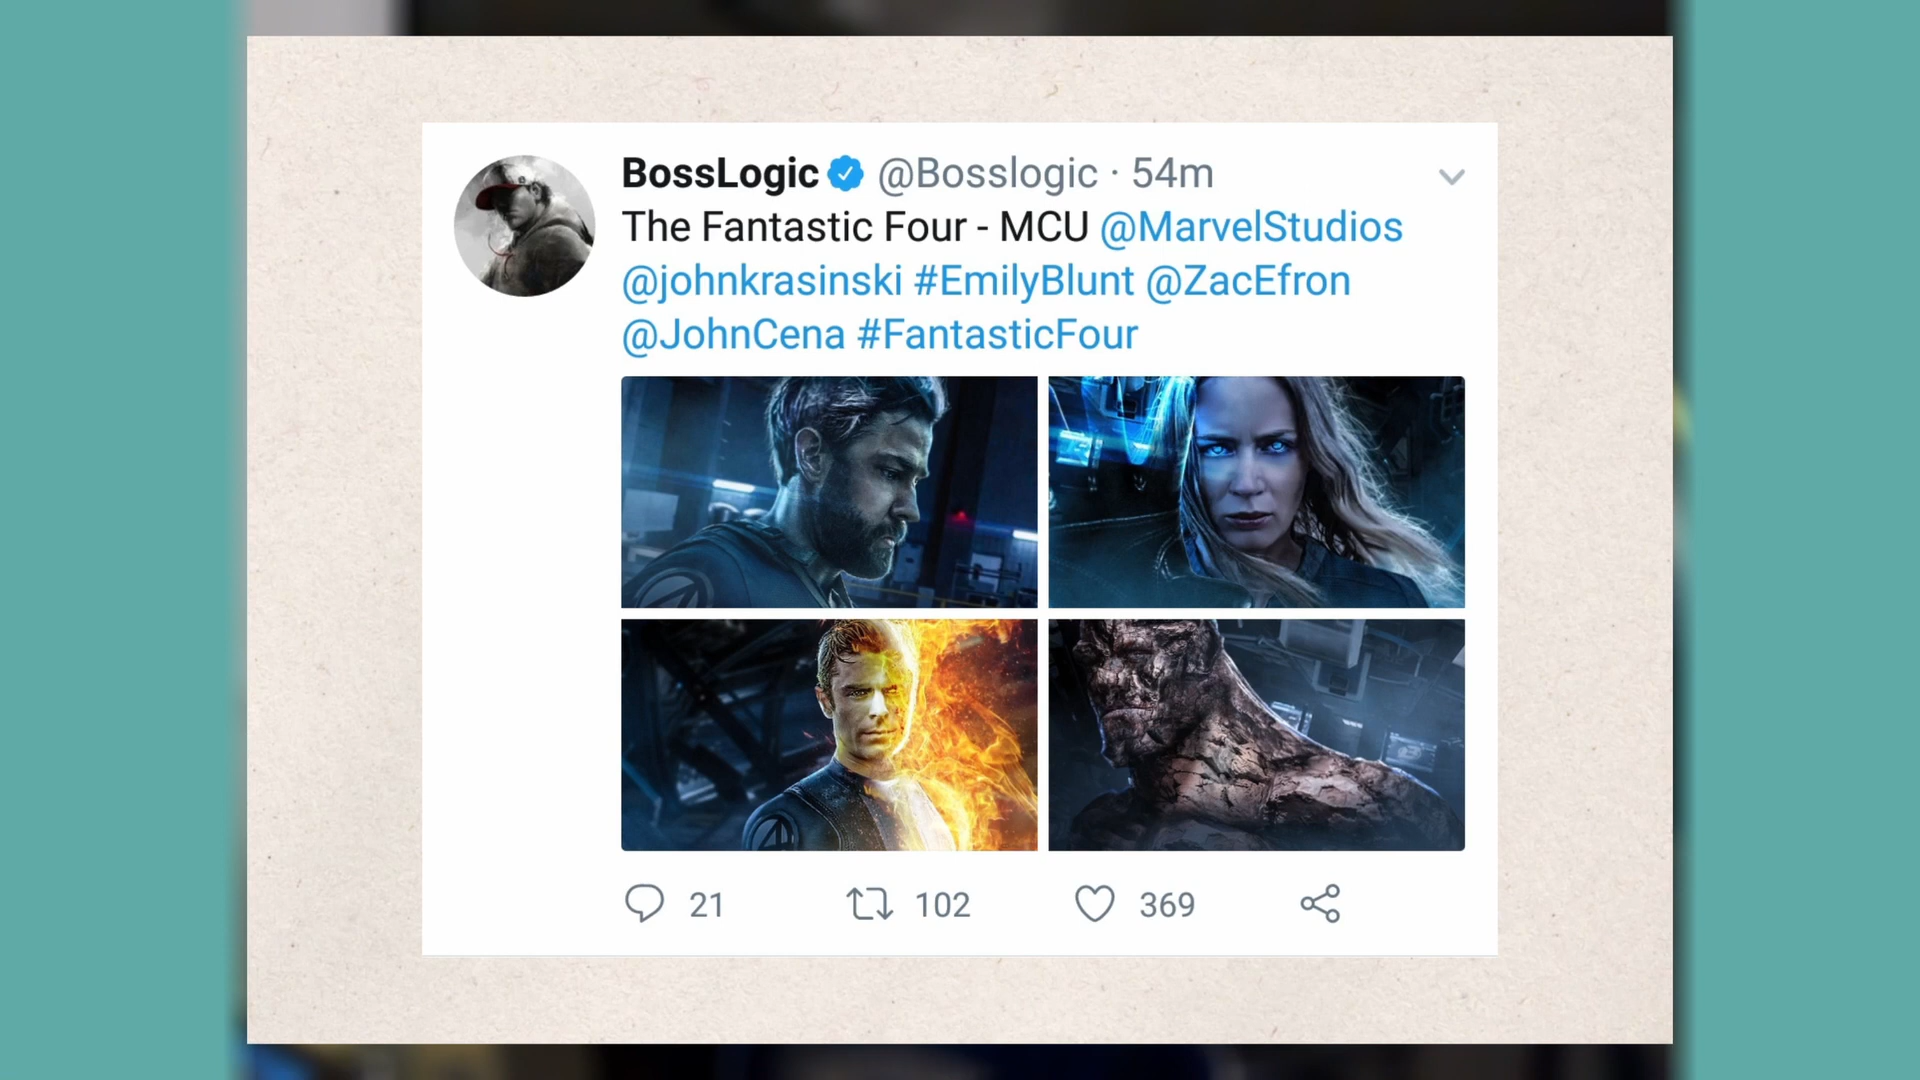 BossLogic @Bosslogic · 54m
The Fantastic Four - MCU @MarvelStudios
@johnkrasinski #EmilyBlunt @ZacEfron
@JohnCena #FantasticFour
21 102 369